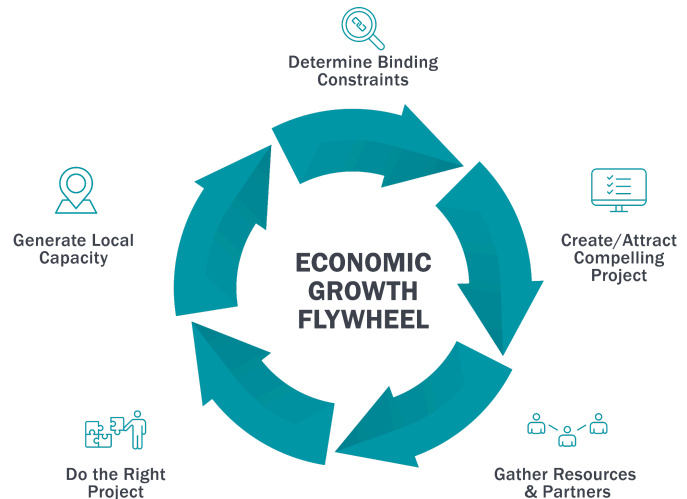 Determine Binding
Constraints
Generate Local
Capacity
Create/Attract
Compelling
Project
ECONOMIC
GROWTH
FLYWHEEL
Do the Right
Project
Gather Resources
& Partners